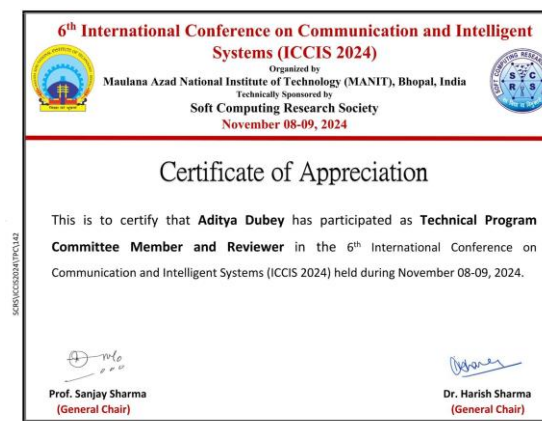 6th International Conference on Communication and Intelligent
Systems (ICCIS 2024)
Organized by
Maulana Azad National Institute of Technology (MANIT), Bhopal, India
Technically Sponsored by
Soft Computing Research Society
November 08-09, 2024
S C
R S
Certificate of Appreciation
This is to certify that Aditya Dubey has participated as Technical Program
Committee Member and Reviewer in the 6th International Conference on
Communication and Intelligent Systems (ICCIS 2024) held during November 08-09, 2024.
SCRS\ICCIS2024\TPC\142
Prof. Sanjay Sharma
(General Chair)
Dr. Harish Sharma
(General Chair)